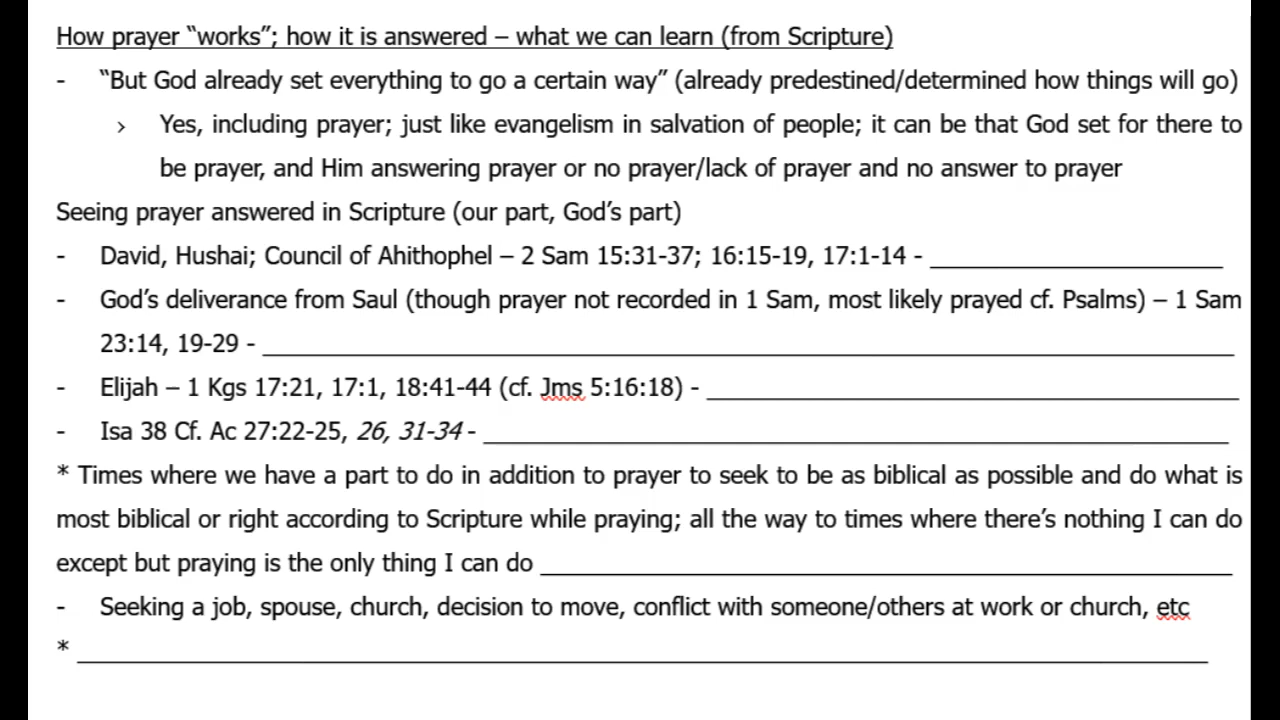 How prayer “works”; how it is answered – what we can learn (from Scripture)
- “But God already set everything to go a certain way” (already predestined/determined how things will go)
› Yes, including prayer; just like evangelism in salvation of people; it can be that God set for there to
be prayer, and Him answering prayer or no prayer/lack of prayer and no answer to prayer
Seeing prayer answered in Scripture (our part, God’s part)
- David, Hushai; Council of Ahithophel – 2 Sam 15:31-37; 16:15-19, 17:1-14 - ______________________
- God’s deliverance from Saul (though prayer not recorded in 1 Sam, most likely prayed cf. Psalms) – 1 Sam
23:14, 19-29 - ______________________
- Elijah – 1 Kgs 17:21, 17:1, 18:41-44 (cf. Jms 5:16:18) - ______________________
- Isa 38 Cf. Ac 27:22-25, 26, 31-34 - ______________________
* Times where we have a part to do in addition to prayer to seek to be as biblical as possible and do what is
most biblical or right according to Scripture while praying; all the way to times where there’s nothing I can do
except but praying is the only thing I can do ______________________
- Seeking a job, spouse, church, decision to move, conflict with someone/others at work or church, etc
* ______________________